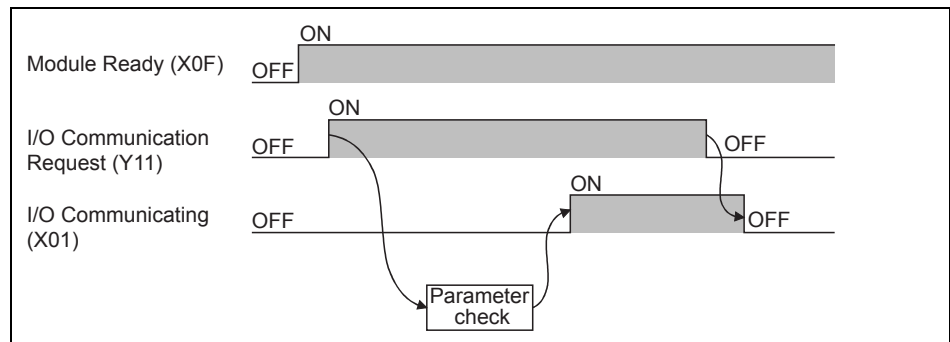 ON
Module Ready (X0F)
OFF
ON
I/O Communication
Request (Y11)
OFF
OFF
ON
I/O Communicating
(X01)
OFF
OFF
Parameter
check